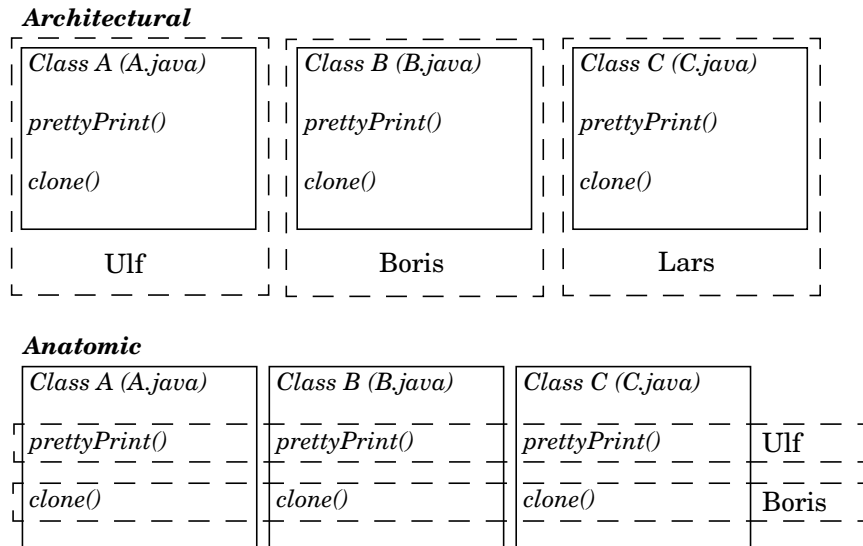 Architectural
Class A (A.java) Class B (B.java) Class C (C.java)
prettyPrint() prettyPrint() prettyPrint()
clone() clone() clone()
Ulf Boris Lars
Anatomic
Class A (A.java) Class B (B.java) Class C (C.java)
prettyPrint() prettyPrint() prettyPrint() Ulf
clone() clone() clone() Boris